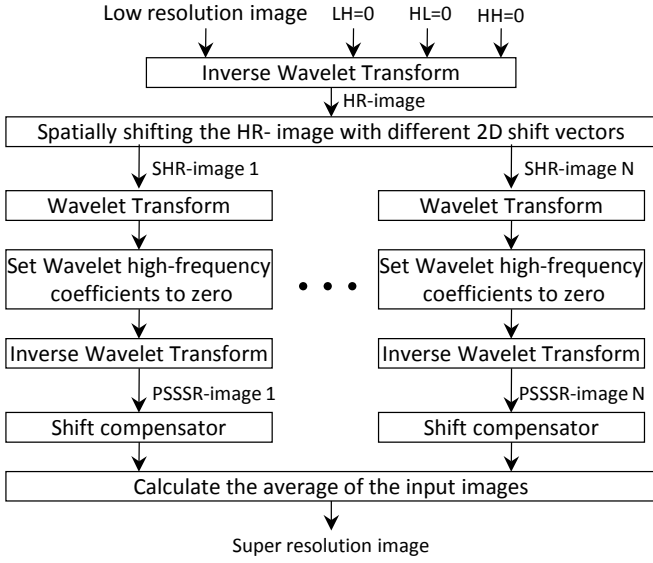 Low resolution image LH=0 HL=0 HH=0
Inverse Wavelet Transform
HR-image
Spatially shifting the HR- image with different 2D shift vectors
SHR-image 1 SHR-image N
Wavelet Transform Wavelet Transform
Set Wavelet high-frequency Set Wavelet high-frequency
coefficients to zero coefficients to zero
Inverse Wavelet Transform Inverse Wavelet Transform
PSSSR-image 1 PSSSR-image N
Shift compensator Shift compensator
Calculate the average of the input images
Super resolution image